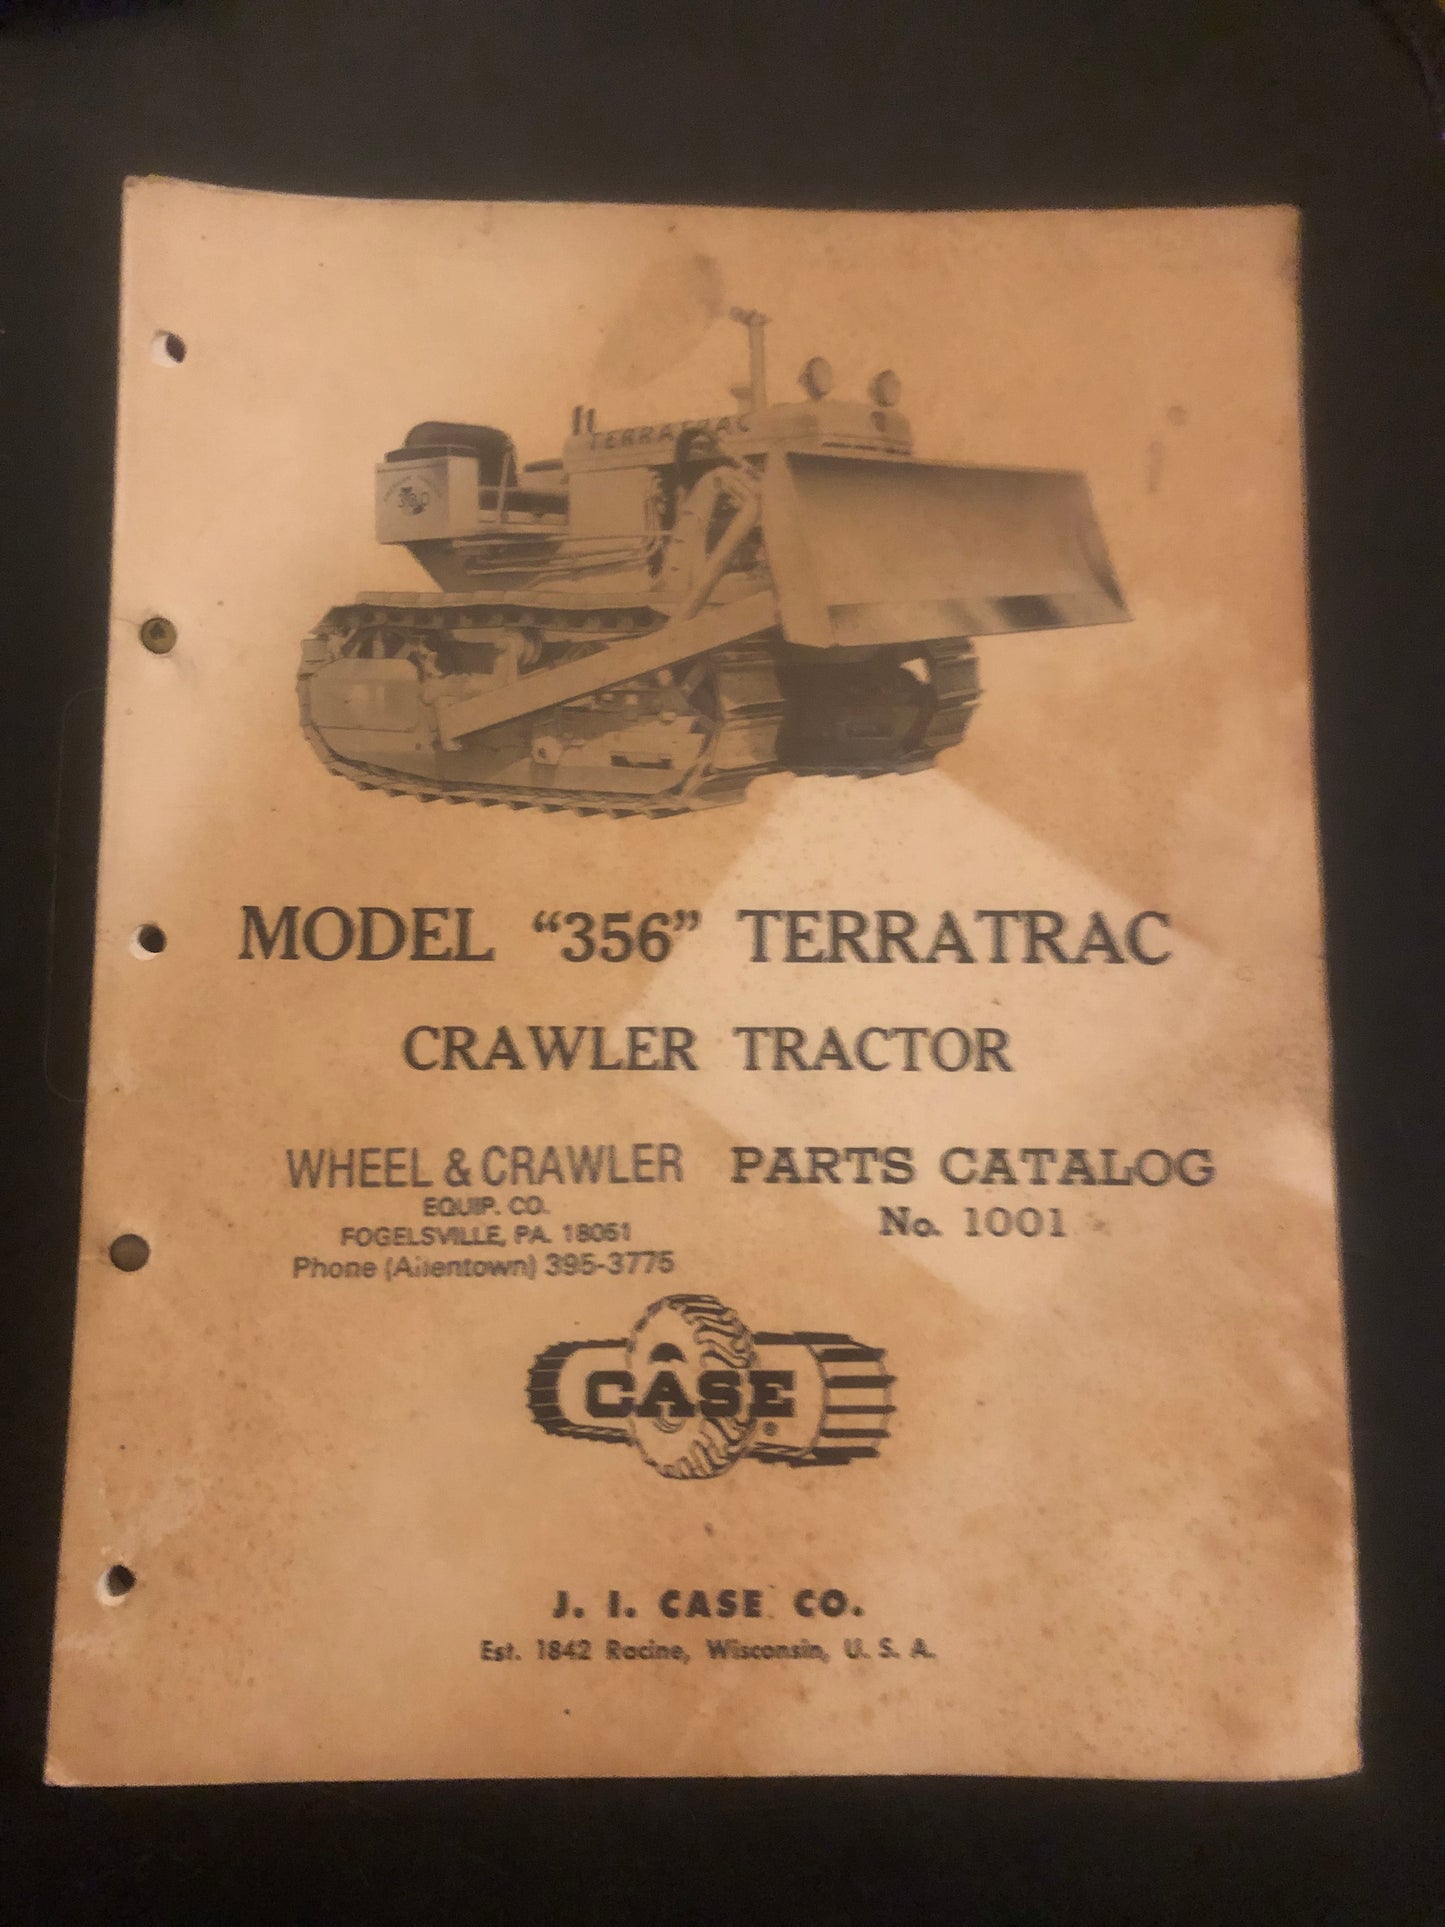 TERRATRAC
MODEL “356” TERRATRAC
CRAWLER TRACTOR
WHEEL & CRAWLER
EQUIP. CO.
FOGELSVILLE, PA. 18051
Phone (Allentown) 395-3775
PARTS CATALOG
No. 1001
CASE
J. I. CASE CO.
Est. 1842 Racine, Wisconsin, U. S. A.